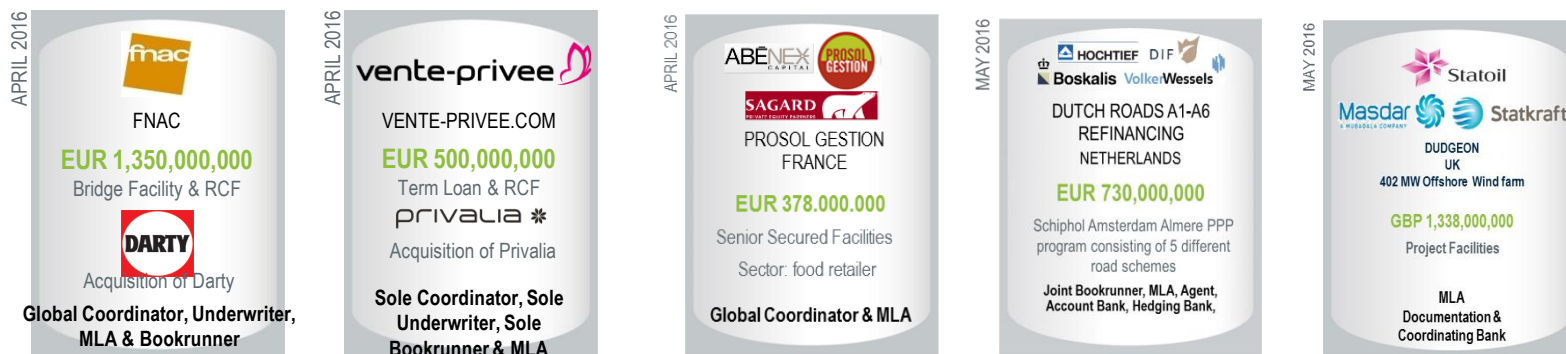 APRIL 2016
fnac
FNAC
EUR 1,350,000,000
Bridge Facility & RCF
DARTY
Acquisition of Darty
Global Coordinator, Underwriter,
MLA & Bookrunner
APRIL 2016
vente-privee
VENTE-PRIVEE.COM
EUR 500,000,000
Term Loan & RCF
privalia
Acquisition of Privalia
Sole Coordinator, Sole
Underwriter, Sole
Bookrunner & MLA
APRIL 2016
ABĒNEX
CAPITAL
PROSOL
GESTION
SAGARD
PRIVATE EQUITY PARTNERS
PROSOL GESTION
FRANCE
EUR 378.000.000
Senior Secured Facilities
Sector: food retailer
Global Coordinator & MLA
MAY 2016
HOCHTIEF DIF
Boskalis VolkerWessels
DUTCH ROADS A1-A6
REFINANCING
NETHERLANDS
EUR 730,000,000
Schiphol Amsterdam Almere PPP
program consisting of 5 different
road schemes
Joint Bookrunner, MLA, Agent,
Account Bank, Hedging Bank,
MAY 2016
Statoil
Masdar Statkraft
A MUBADALA COMPANY
DUDGEON
UK
402 MW Offshore Wind farm
GBP 1,338,000,000
Project Facilities
MLA
Documentation &
Coordinating Bank